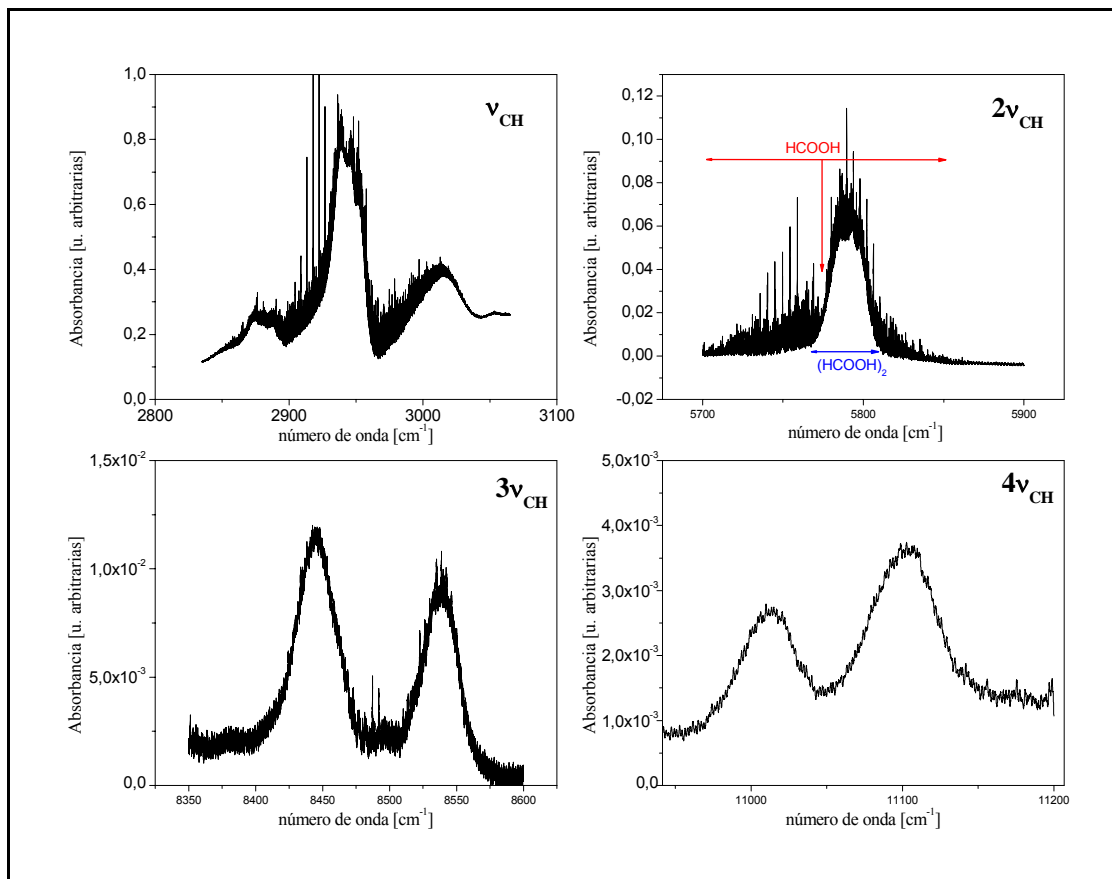 ν_CH
1,0
0,8
0,6
0,4
0,2
0,0
2800 2900 3000 3100
Absorbancia [u. arbitrarias]
número de onda [cm⁻¹]
2ν_CH
0,12
0,10
0,08
0,06
0,04
0,02
0,00
-0,02
5700 5800 5900
Absorbancia [u. arbitrarias]
número de onda [cm⁻¹]
HCOOH
(HCOOH)₂
3ν_CH
1,5x10⁻²
1,0x10⁻²
5,0x10⁻³
0,0
8350 8400 8450 8500 8550 8600
Absorbancia [u. arbitrarias]
número de onda [cm⁻¹]
4ν_CH
5,0x10⁻³
4,0x10⁻³
3,0x10⁻³
2,0x10⁻³
1,0x10⁻³
0,0
11000 11100 11200
Absorbancia [u. arbitrarias]
número de onda [cm⁻¹]